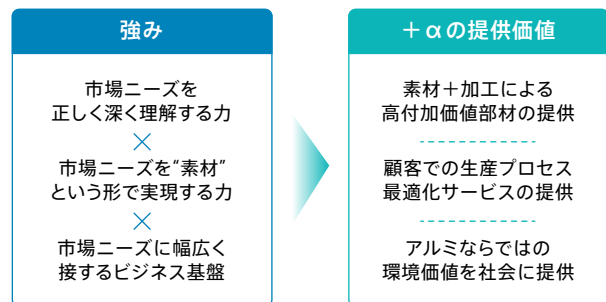 強み
市場ニーズを
正しく深く理解する力
×
市場ニーズを“素材”
という形で実現する力
×
市場ニーズに幅広く
接するビジネス基盤
＋αの提供価値
素材＋加工による
高付加価値部材の提供
顧客での生産プロセス
最適化サービスの提供
アルミならではの
環境価値を社会に提供